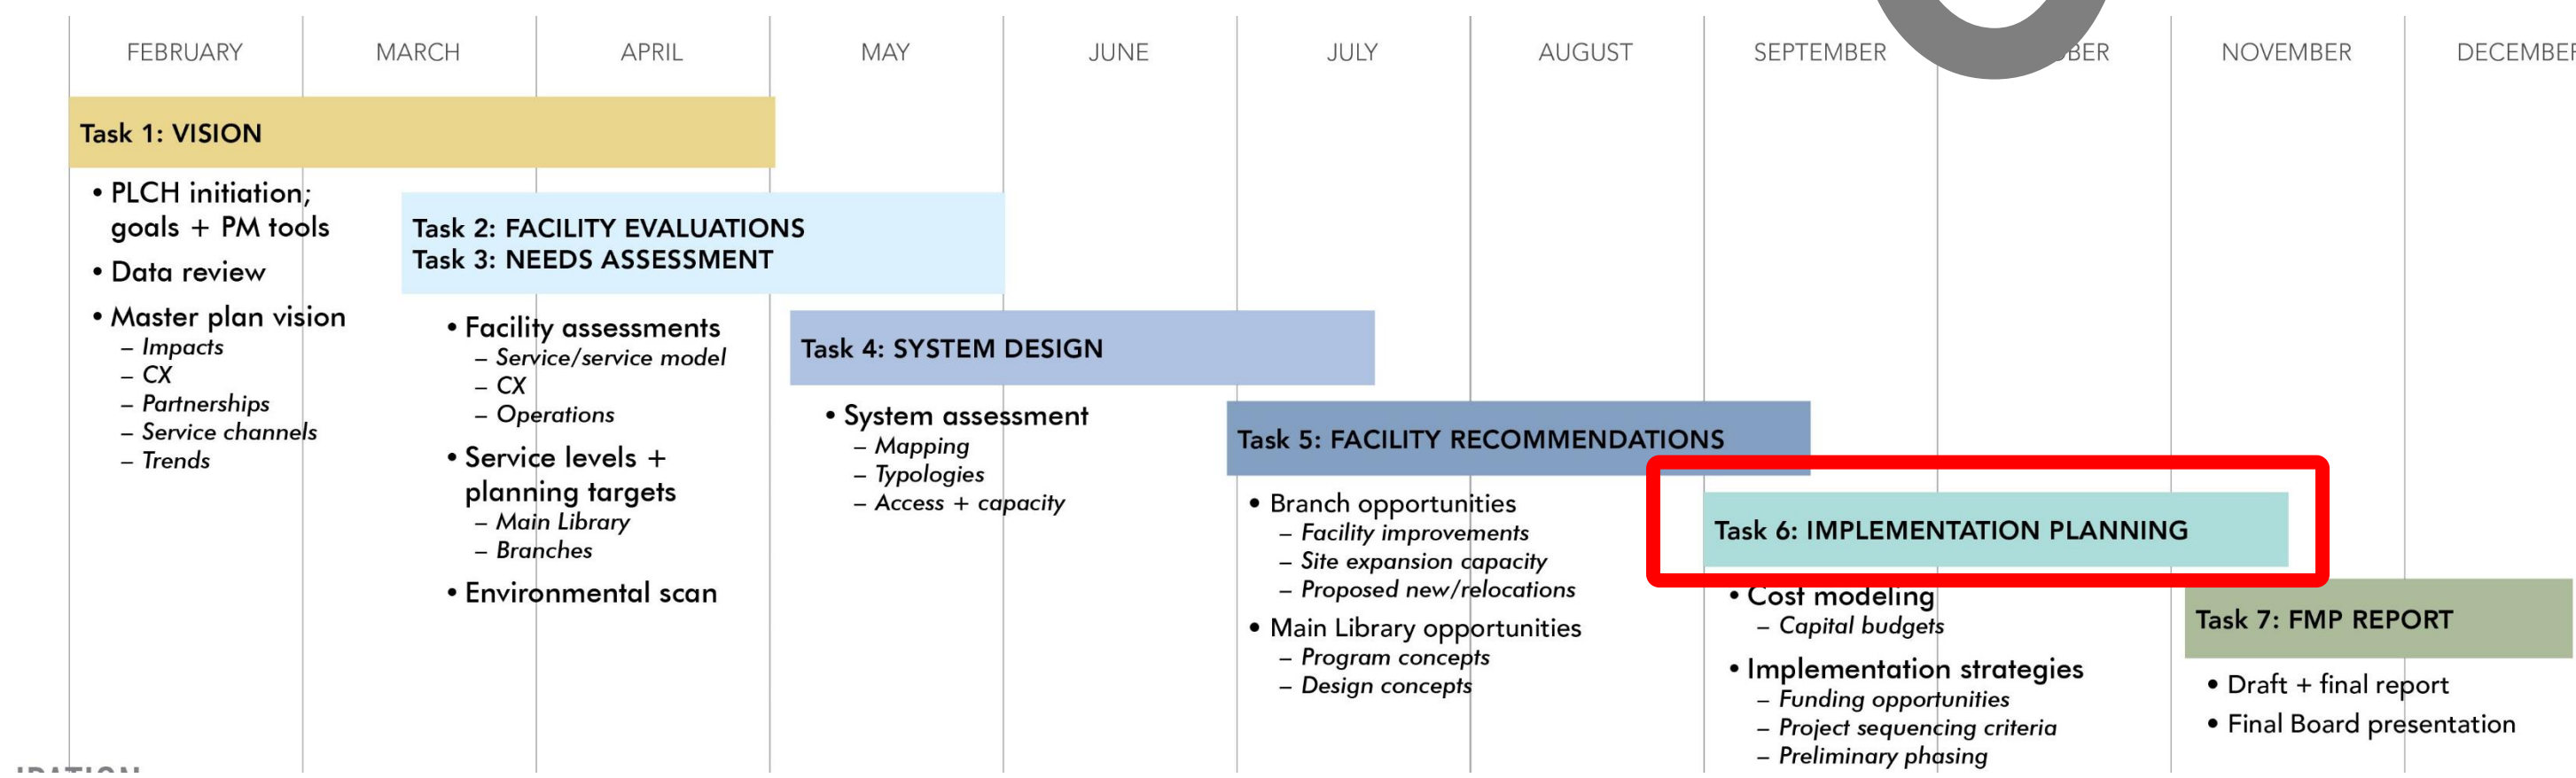 FEBRUARY
MARCH
APRIL
MAY
JUNE
JULY
AUGUST
SEPTEMBER
BER
NOVEMBER
DECEMBER
Task 1: VISION
• PLCH initiation;
goals + PM tools
• Data review
• Master plan vision
– Impacts
– CX
– Partnerships
– Service channels
– Trends
Task 2: FACILITY EVALUATIONS
Task 3: NEEDS ASSESSMENT
• Facility assessments
– Service/service model
– CX
– Operations
• Service levels +
planning targets
– Main Library
– Branches
• Environmental scan
Task 4: SYSTEM DESIGN
• System assessment
– Mapping
– Typologies
– Access + capacity
Task 5: FACILITY RECOMMENDATIONS
• Branch opportunities
– Facility improvements
– Site expansion capacity
– Proposed new/relocations
• Main Library opportunities
– Program concepts
– Design concepts
Task 6: IMPLEMENTATION PLANNING
• Cost modeling
– Capital budgets
• Implementation strategies
– Funding opportunities
– Project sequencing criteria
– Preliminary phasing
Task 7: FMP REPORT
• Draft + final report
• Final Board presentation